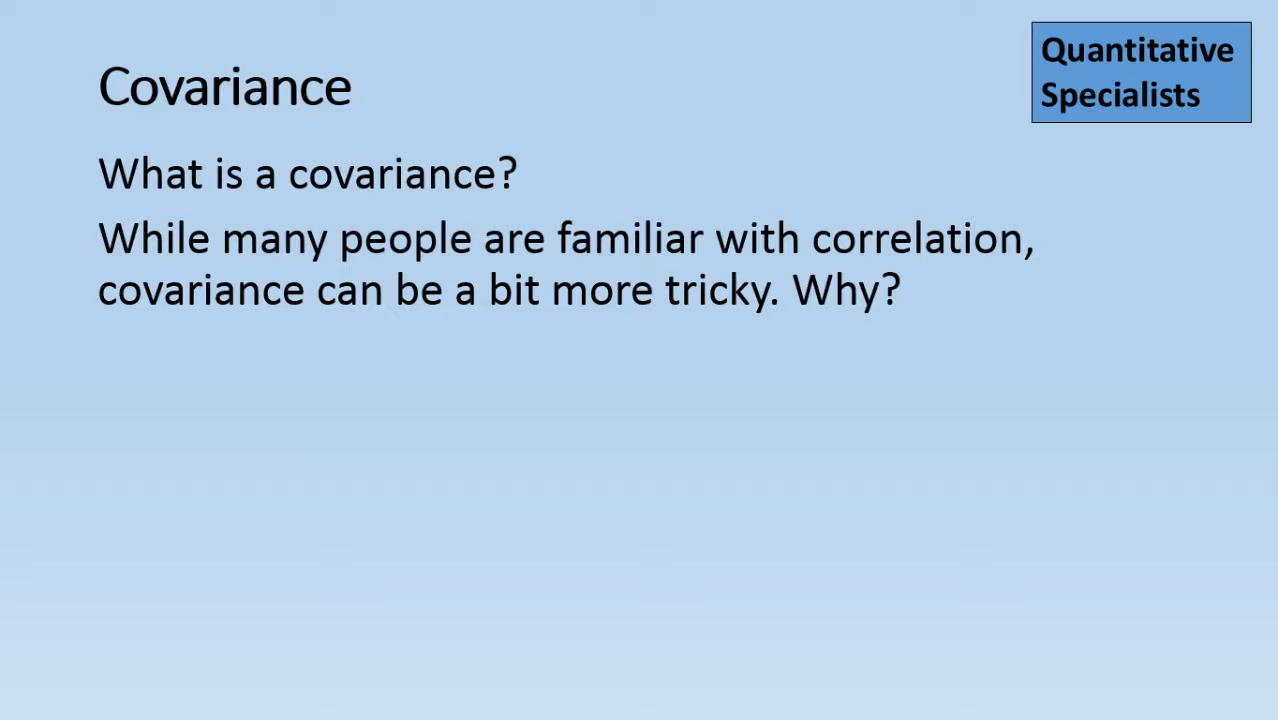 Quantitative
Specialists
Covariance
What is a covariance?
While many people are familiar with correlation,
covariance can be a bit more tricky. Why?